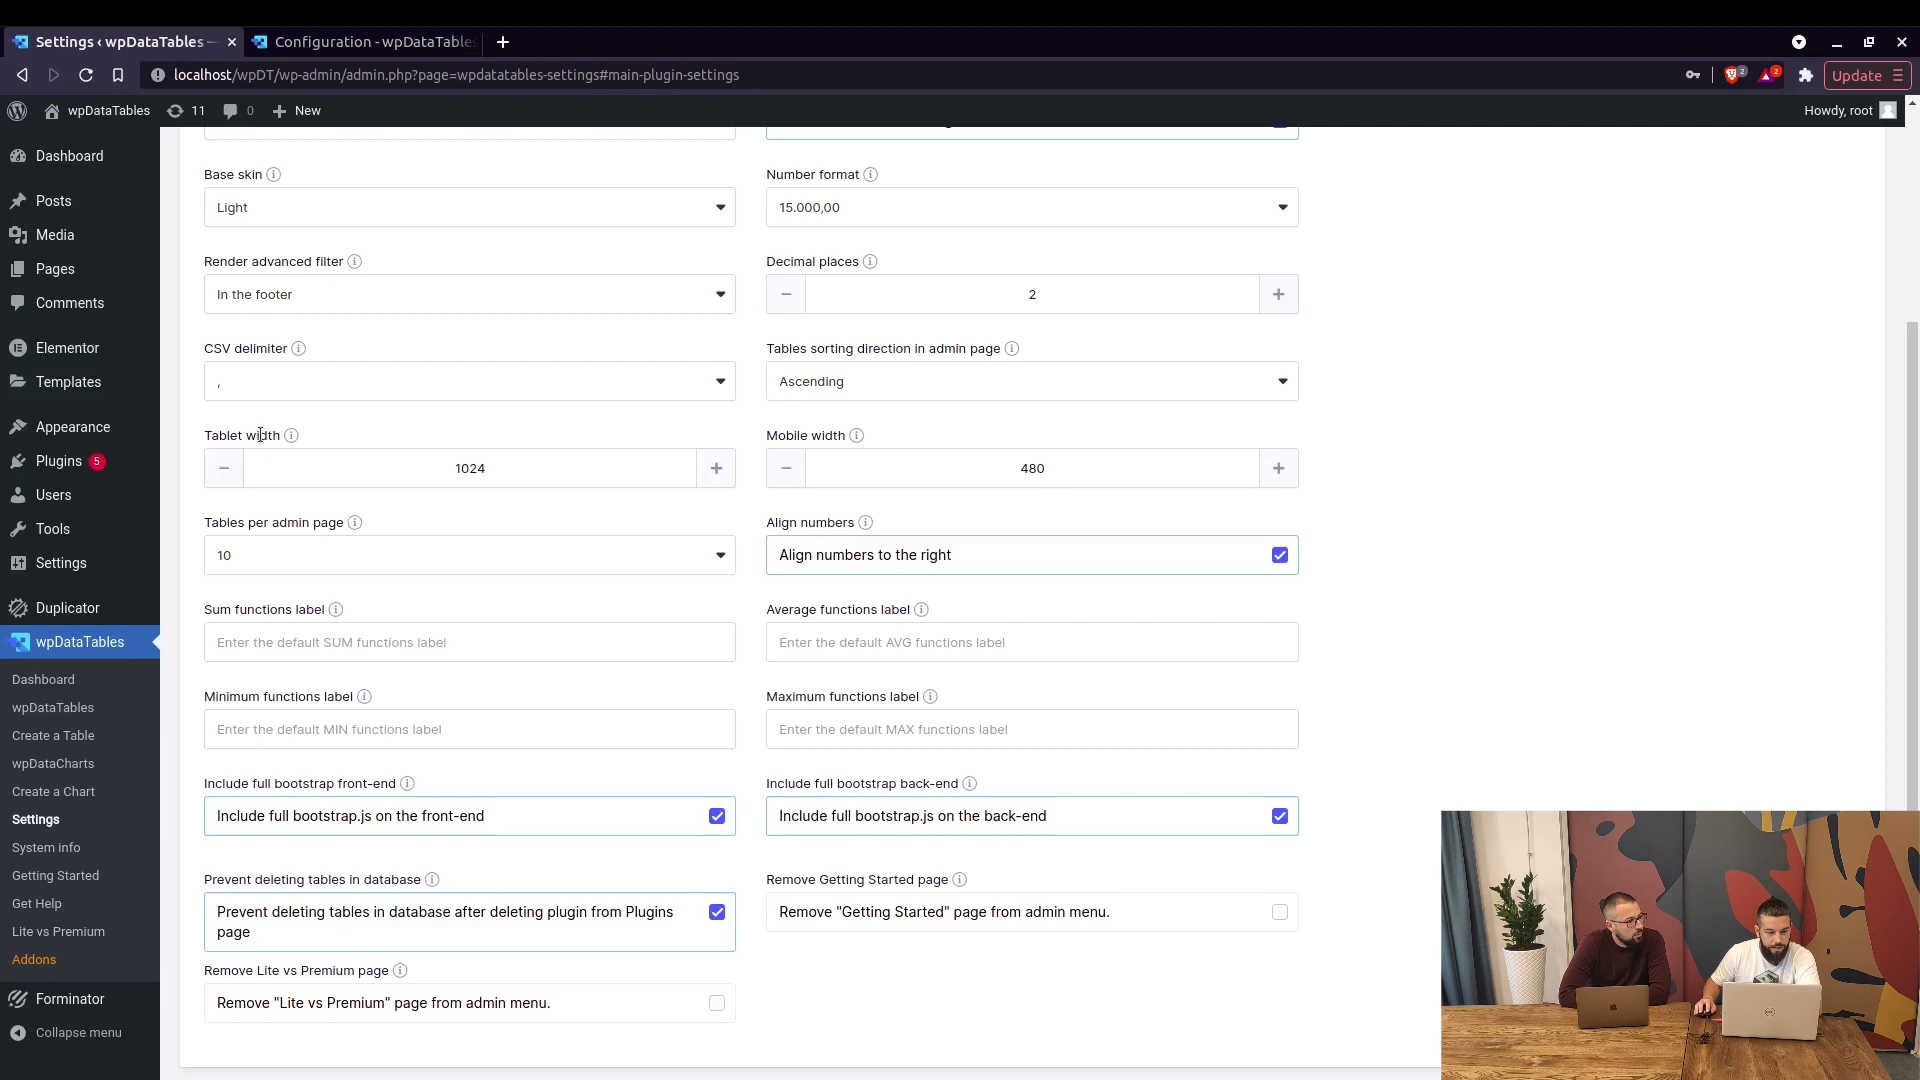 Settings ‹ wpDataTables —
Configuration - wpDataTables
localhost/wpDT/wp-admin/admin.php?page=wpdatatables-settings#main-plugin-settings
2
2
Update
wpDataTables
11
0
New
Howdy, root
Dashboard
Posts
Media
Pages
Comments
Elementor
Templates
Appearance
Plugins 5
Users
Tools
Settings
Duplicator
wpDataTables
Dashboard
wpDataTables
Create a Table
wpDataCharts
Create a Chart
Settings
System info
Getting Started
Get Help
Lite vs Premium
Addons
Forminator
Collapse menu
Base skin
Light
Number format
15.000,00
Render advanced filter
In the footer
Decimal places
2
CSV delimiter
,
Tables sorting direction in admin page
Ascending
Tablet width
1024
Mobile width
480
Tables per admin page
10
Align numbers
Align numbers to the right
Sum functions label
Enter the default SUM functions label
Average functions label
Enter the default AVG functions label
Minimum functions label
Enter the default MIN functions label
Maximum functions label
Enter the default MAX functions label
Include full bootstrap front-end
Include full bootstrap.js on the front-end
Include full bootstrap back-end
Include full bootstrap.js on the back-end
Prevent deleting tables in database
Prevent deleting tables in database after deleting plugin from Plugins
page
Remove Getting Started page
Remove "Getting Started" page from admin menu.
Remove Lite vs Premium page
Remove "Lite vs Premium" page from admin menu.